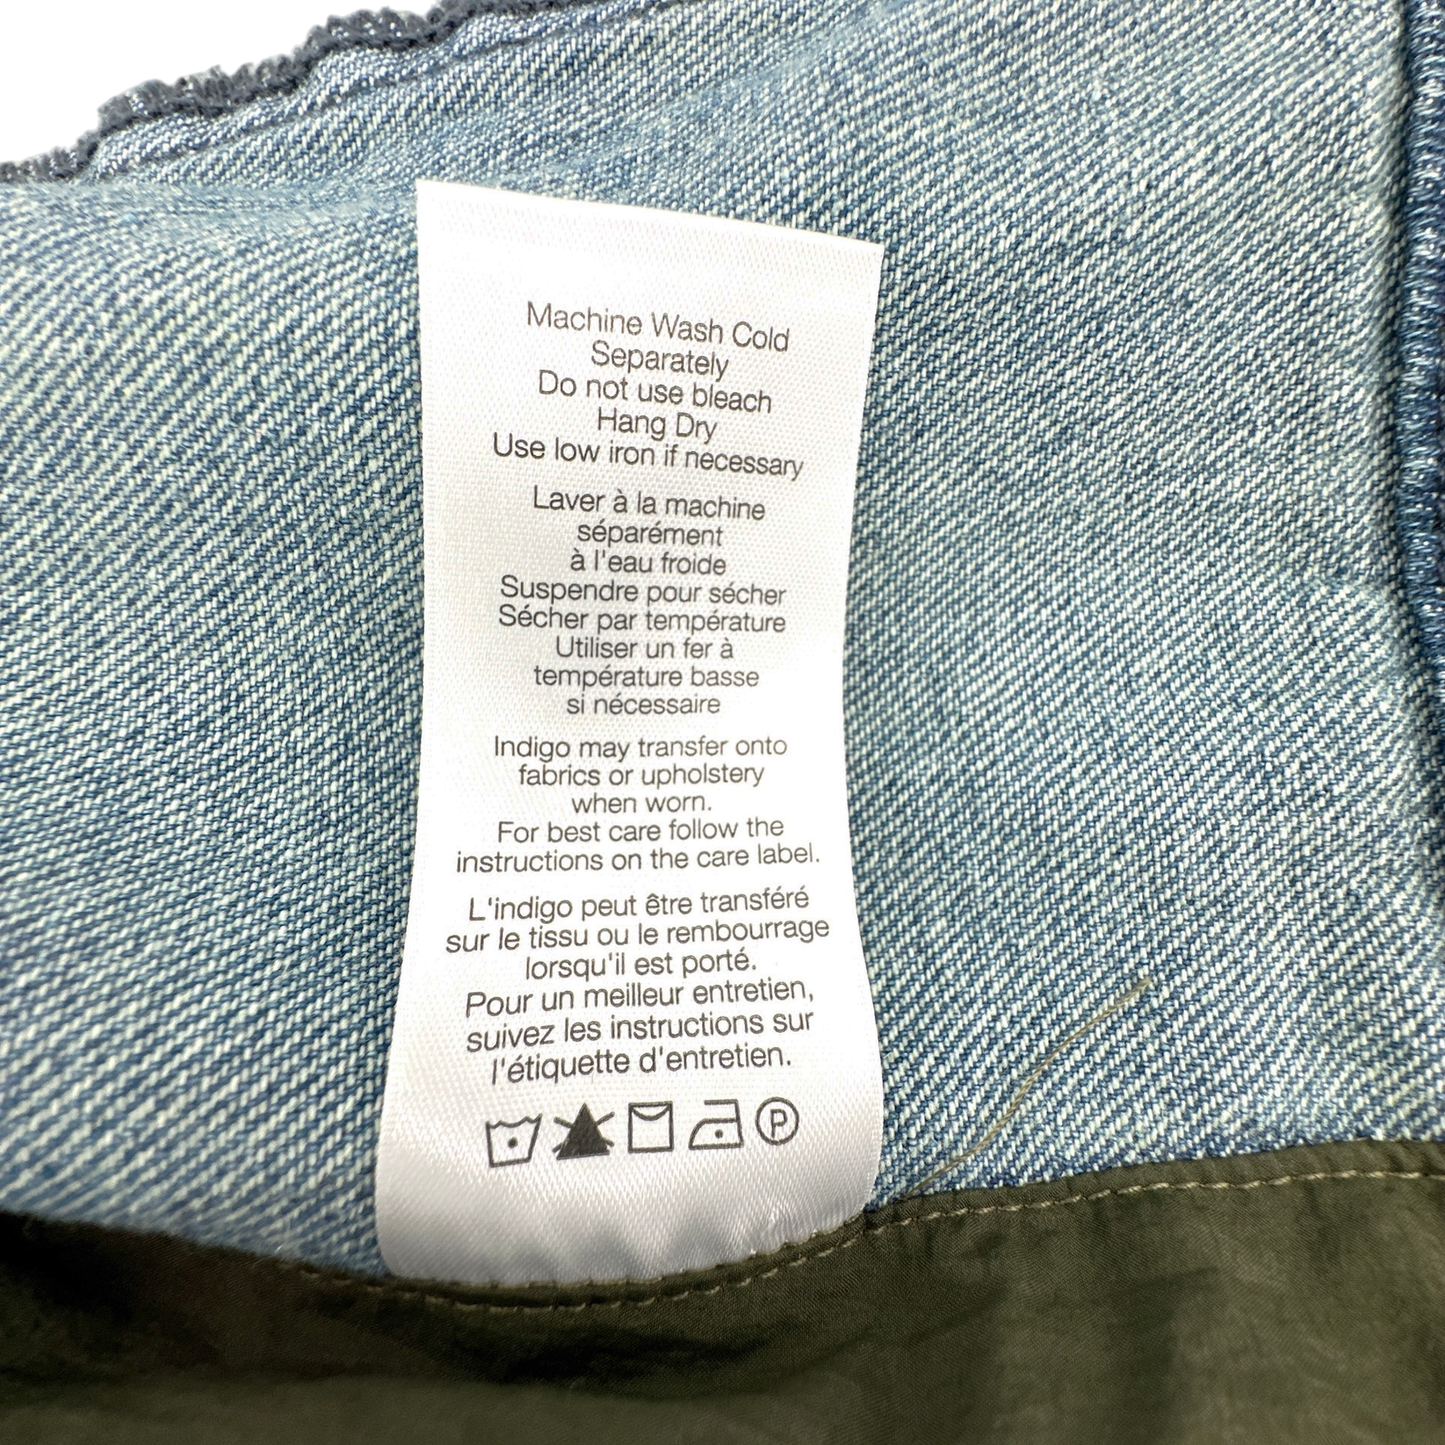 Machine Wash Cold
Separately
Do not use bleach
Hang Dry
Use low iron if necessary
Laver à la machine
séparément
à l'eau froide
Suspendre pour sécher
Sécher par température
Utiliser un fer à
température basse
si nécessaire
Indigo may transfer onto
fabrics or upholstery
when worn.
For best care follow the
instructions on the care label.
L'indigo peut être transféré
sur le tissu ou le rembourrage
lorsqu'il est porté.
Pour un meilleur entretien,
suivez les instructions sur
l'étiquette d'entretien.
P